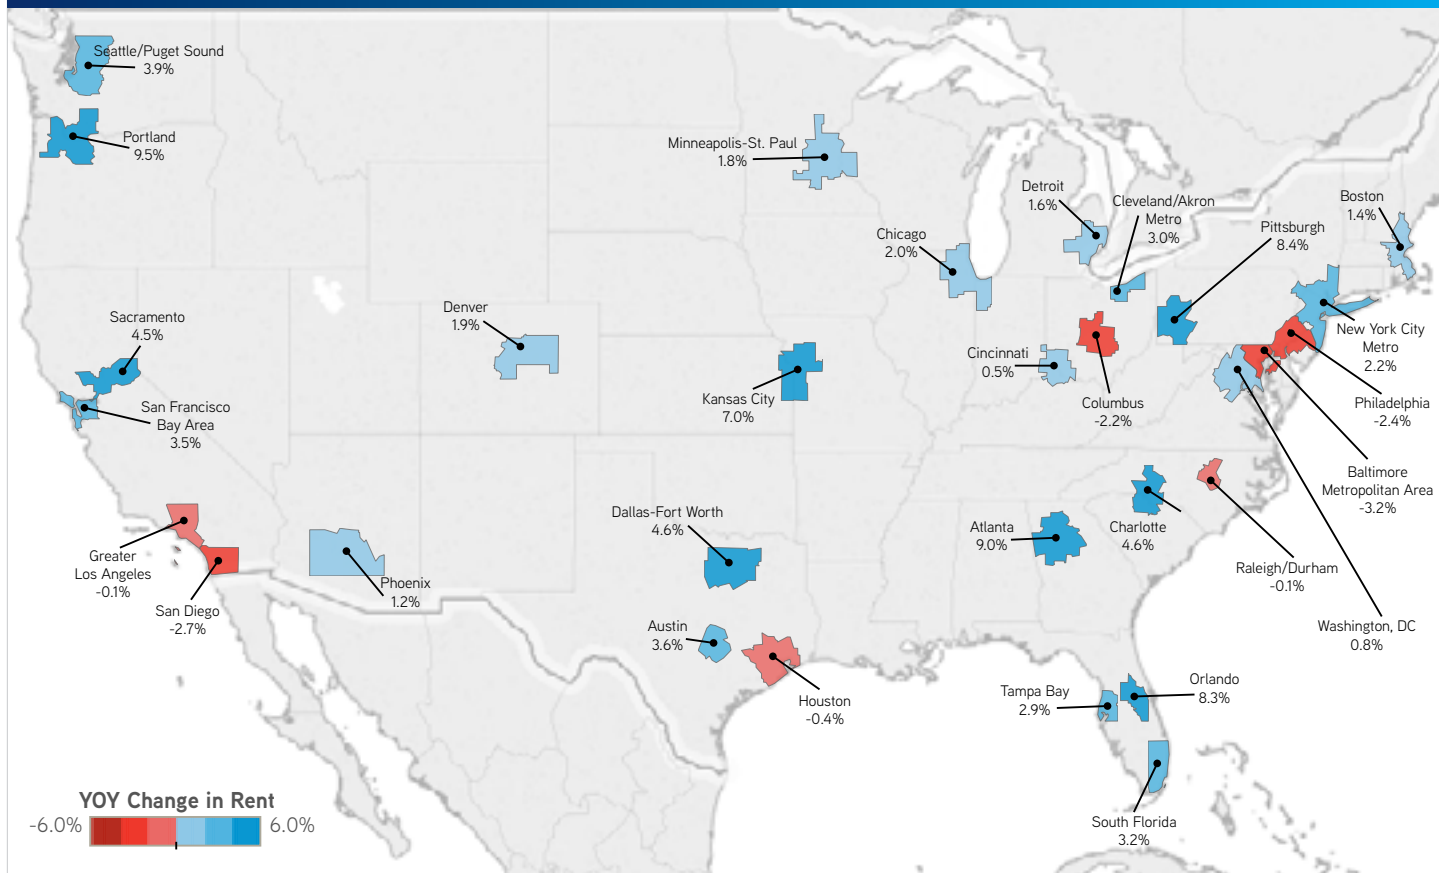 Seattle/Puget Sound
3.9%
Portland
9.5%
Minneapolis-St. Paul
1.8%
Detroit
1.6%
Cleveland/Akron
Metro
3.0%
Boston
1.4%
Chicago
2.0%
Pittsburgh
8.4%
Sacramento
4.5%
Denver
1.9%
New York City
Metro
2.2%
Cincinnati
0.5%
San Francisco
Bay Area
3.5%
Kansas City
7.0%
Columbus
-2.2%
Philadelphia
-2.4%
Baltimore
Metropolitan Area
-3.2%
Dallas-Fort Worth
4.6%
Atlanta
9.0%
Charlotte
4.6%
Greater
Los Angeles
-0.1%
Raleigh/Durham
-0.1%
Phoenix
1.2%
San Diego
-2.7%
Austin
3.6%
Washington, DC
0.8%
Houston
-0.4%
Tampa Bay
2.9%
Orlando
8.3%
South Florida
3.2%
YOY Change in Rent
-6.0% 6.0%